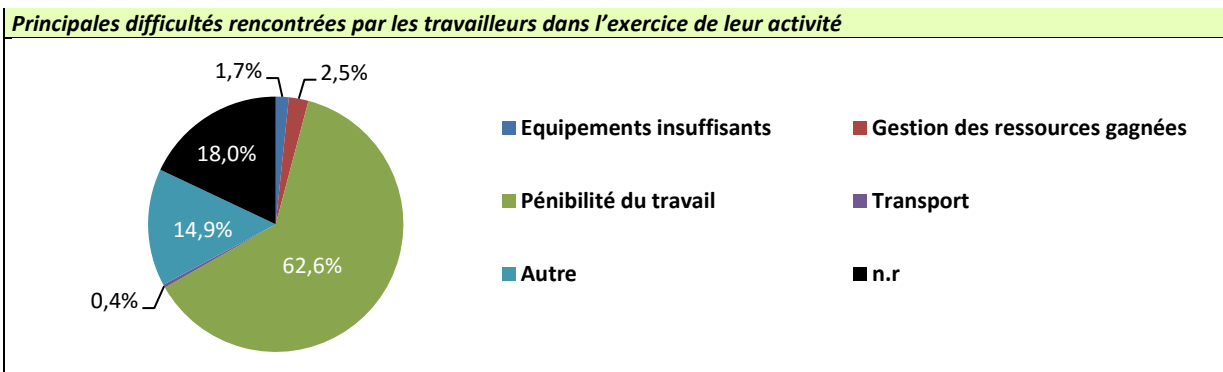 Principales difficultés rencontrées par les travailleurs dans l’exercice de leur activité
1,7%
2,5%
18,0%
14,9%
62,6%
0,4%
Equipements insuffisants
Gestion des ressources gagnées
Pénibilité du travail
Transport
Autre
n.r